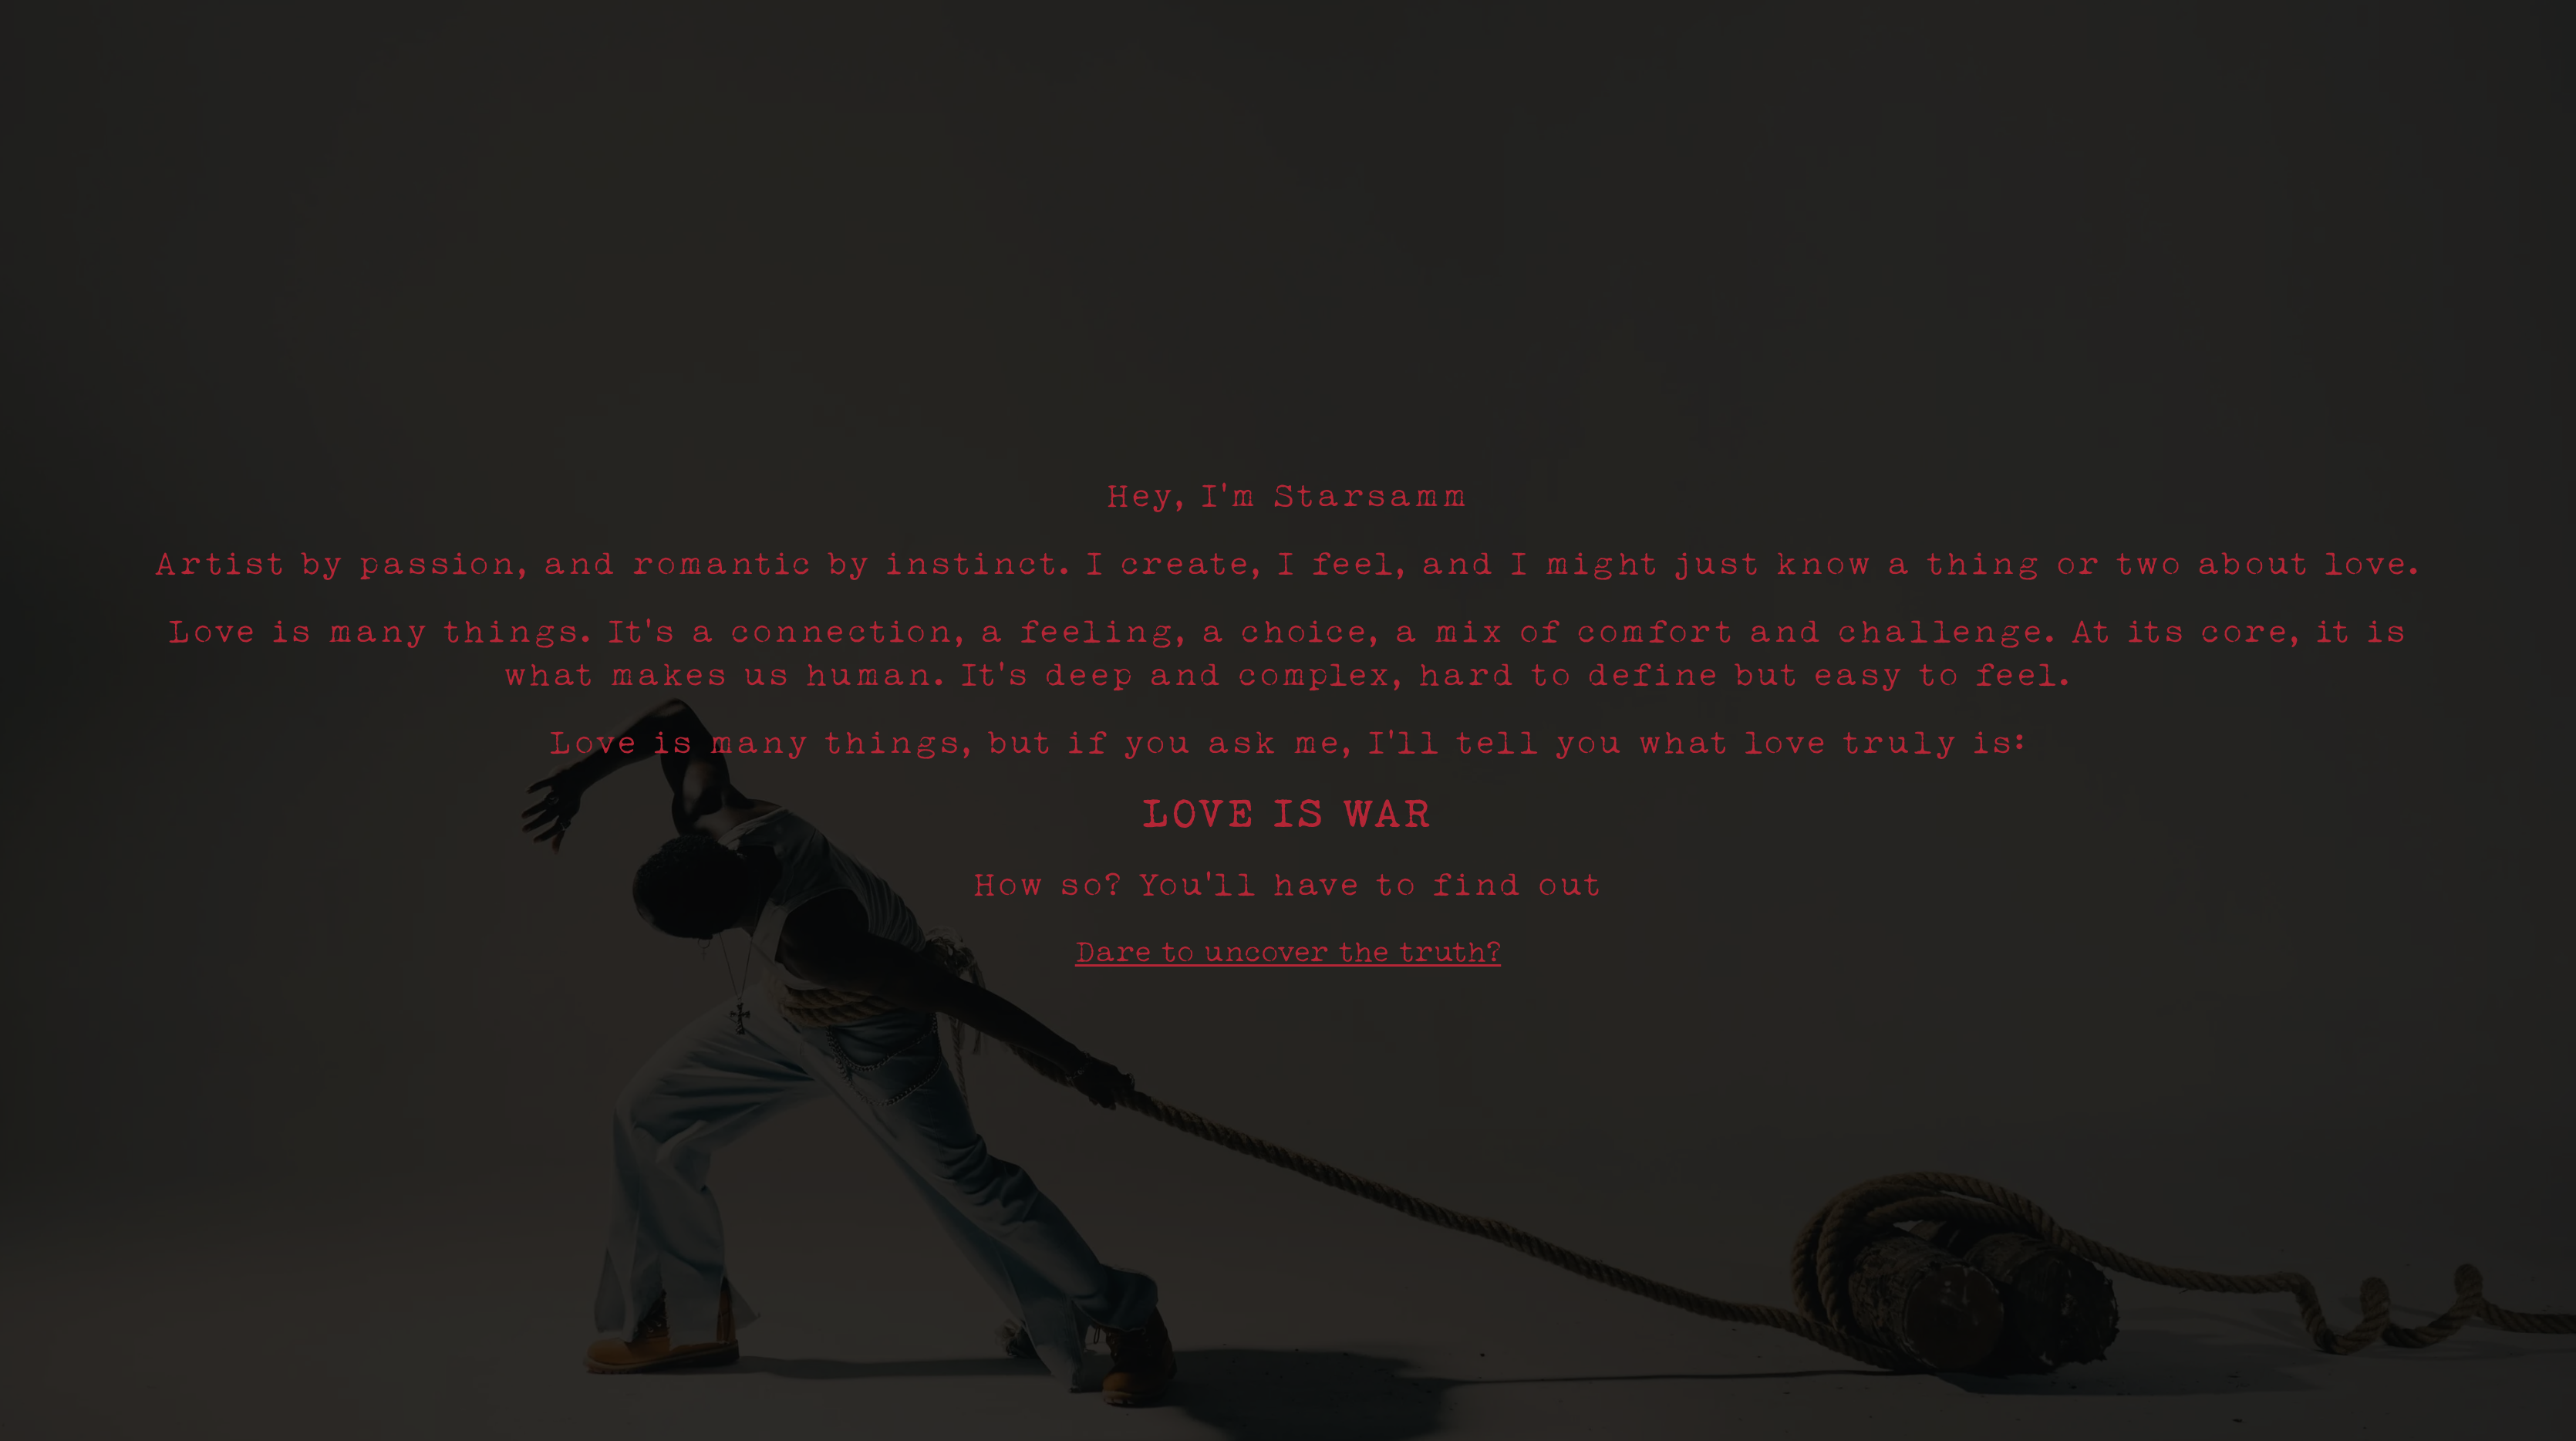 Hey, I'm Starsamm
Artist by passion, and romantic by instinct. I create, I feel, and I might just know a thing or two about love.
Love is many things. It's a connection, a feeling, a choice, a mix of comfort and challenge. At its core, it is
what makes us human. It's deep and complex, hard to define but easy to feel.
Love is many things, but if you ask me, I'll tell you what love truly is:
LOVE IS WAR
How so? You'll have to find out
Dare to uncover the truth?